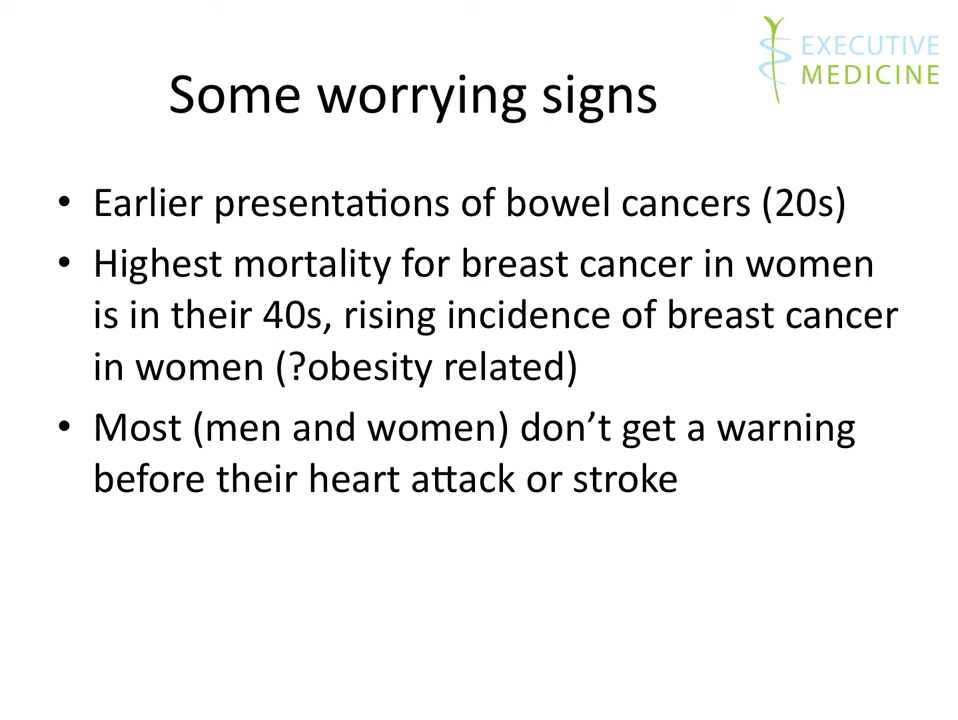 EXECUTIVE
MEDICINE
Some worrying signs
• Earlier presentations of bowel cancers (20s)
• Highest mortality for breast cancer in women
is in their 40s, rising incidence of breast cancer
in women (?obesity related)
• Most (men and women) don’t get a warning
before their heart attack or stroke